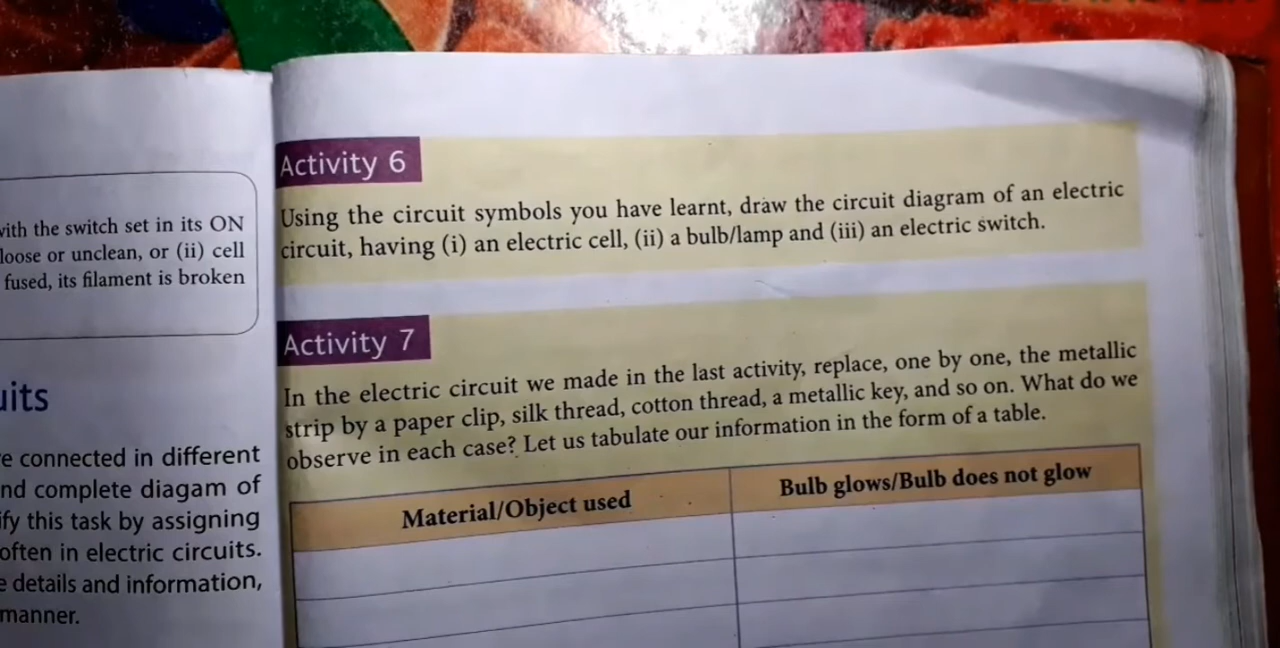 with the switch set in its ON
loose or unclean, or (ii) cell
fused, its filament is broken
uits
e connected in different
nd complete diagam of
ify this task by assigning
often in electric circuits.
e details and information,
manner.
Activity 6
Using the circuit symbols you have learnt, draw the circuit diagram of an electric
circuit, having (i) an electric cell, (ii) a bulb/lamp and (iii) an electric switch.
Activity 7
In the electric circuit we made in the last activity, replace, one by one, the metallic
strip by a paper clip, silk thread, cotton thread, a metallic key, and so on. What do we
observe in each case? Let us tabulate our information in the form of a table.
Material/Object used
Bulb glows/Bulb does not glow